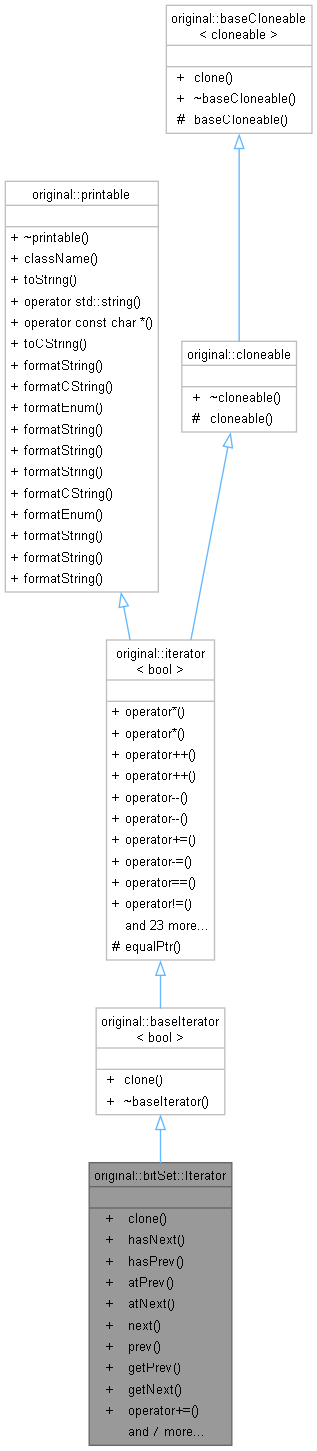 original::baseCloneable
< cloneable >
+ clone()
+ ~baseCloneable()
# baseCloneable()
original::printable
+ ~printable()
+ className()
+ toString()
+ operator std::string()
+ operator const char *()
+ toCString()
+ formatString()
+ formatCString()
+ formatEnum()
+ formatString()
+ formatString()
+ formatString()
+ formatCString()
+ formatEnum()
+ formatString()
+ formatString()
+ formatString()
original::cloneable
+ ~cloneable()
# cloneable()
original::iterator
< bool >
+ operator*()
+ operator*()
+ operator++()
+ operator++()
+ operator--()
+ operator--()
+ operator+=()
+ operator-=()
+ operator==()
+ operator!=()
and 23 more...
# equalPtr()
original::baseIterator
< bool >
+ clone()
+ ~baseIterator()
original::bitSet::Iterator
+ clone()
+ hasNext()
+ hasPrev()
+ atPrev()
+ atNext()
+ next()
+ prev()
+ getPrev()
+ getNext()
+ operator+=()
and 7 more...